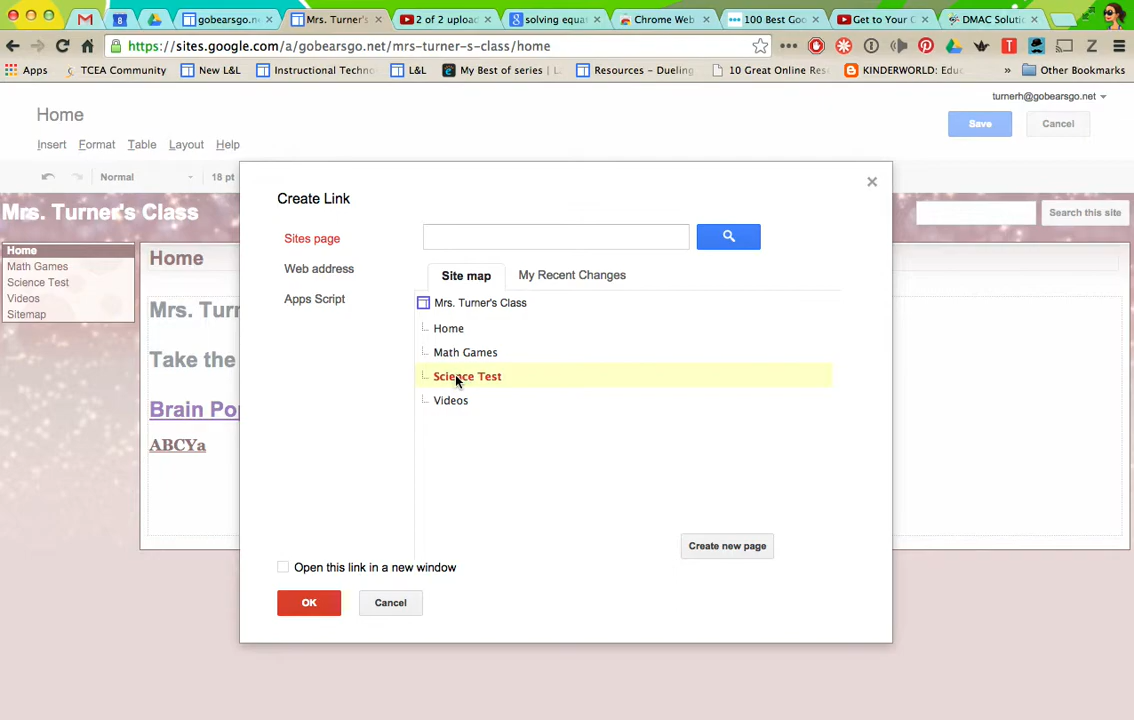 gobearsgo.n
Mrs. Turner's
2 of 2 upload
solving equa
Chrome Web
100 Best Goo
Get to Your C
DMAC Soluti
https://sites.google.com/a/gobearsgo.net/mrs-turner-s-class/home
Apps
TCEA Community
New L&L
Instructional Techno
L&L
My Best of series | L
Resources - Dueling
10 Great Online Res
KINDERWORLD: Educ
»
Other Bookmarks
turnerh@gobearsgo.net
Home
Save
Cancel
Insert Format Table Layout Help
Normal
18 pt
Mrs. Turner's Class
Search this site
Home
Math Games
Science Test
Videos
Sitemap
Home
Mrs. Turr
Take the
Brain Po
ABCYa
Create Link
Sites page
Web address
Apps Script
Site map
My Recent Changes
Mrs. Turner's Class
Home
Math Games
Science Test
Videos
Create new page
Open this link in a new window
OK
Cancel